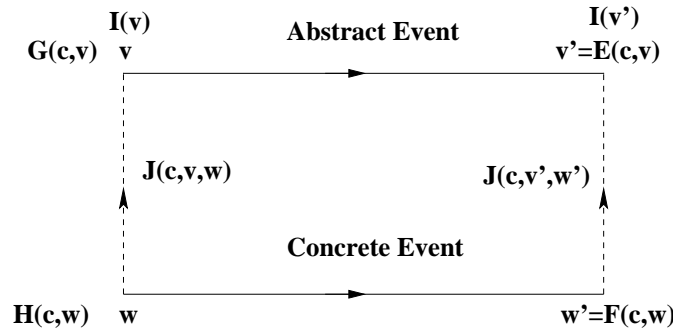 I(v)
Abstract Event
I(v’)
G(c,v) v
v’=E(c,v)
J(c,v,w)
J(c,v’,w’)
Concrete Event
H(c,w) w
w’=F(c,w)